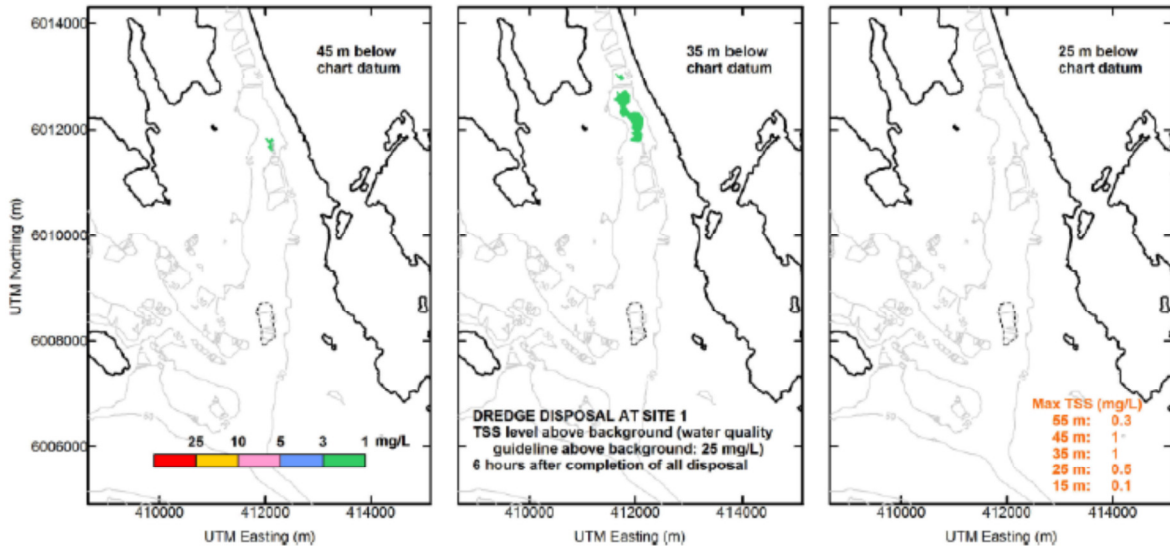 6014000
6012000
6010000
6008000
6006000
UTM Northing (m)
45 m below
chart datum
25 10 5 3 1 mg/L
410000 412000 414000
UTM Easting (m)
35 m below
chart datum
DREDGE DISPOSAL AT SITE 1
TSS level above background (water quality
guideline above background: 25 mg/L)
6 hours after completion of all disposal
410000 412000 414000
UTM Easting (m)
25 m below
chart datum
Max TSS (mg/L)
55 m: 0.3
45 m: 1
35 m: 1
25 m: 0.5
15 m: 0.1
410000 412000 414000
UTM Easting (m)